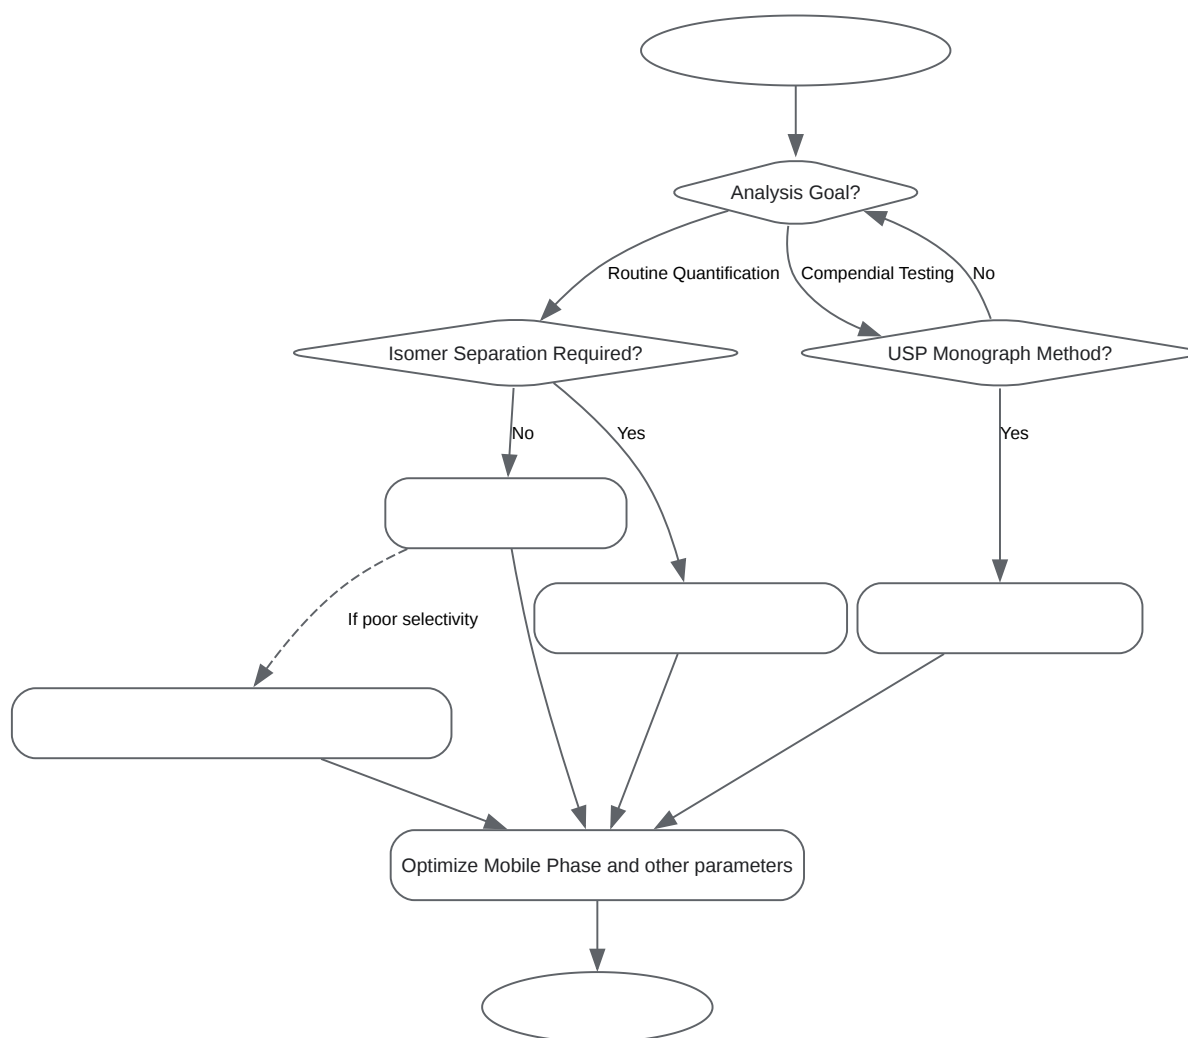 Analysis Goal?
Routine Quantification
Compendial Testing
No
Isomer Separation Required?
USP Monograph Method?
No
Yes
Yes
If poor selectivity
Optimize Mobile Phase and other parameters